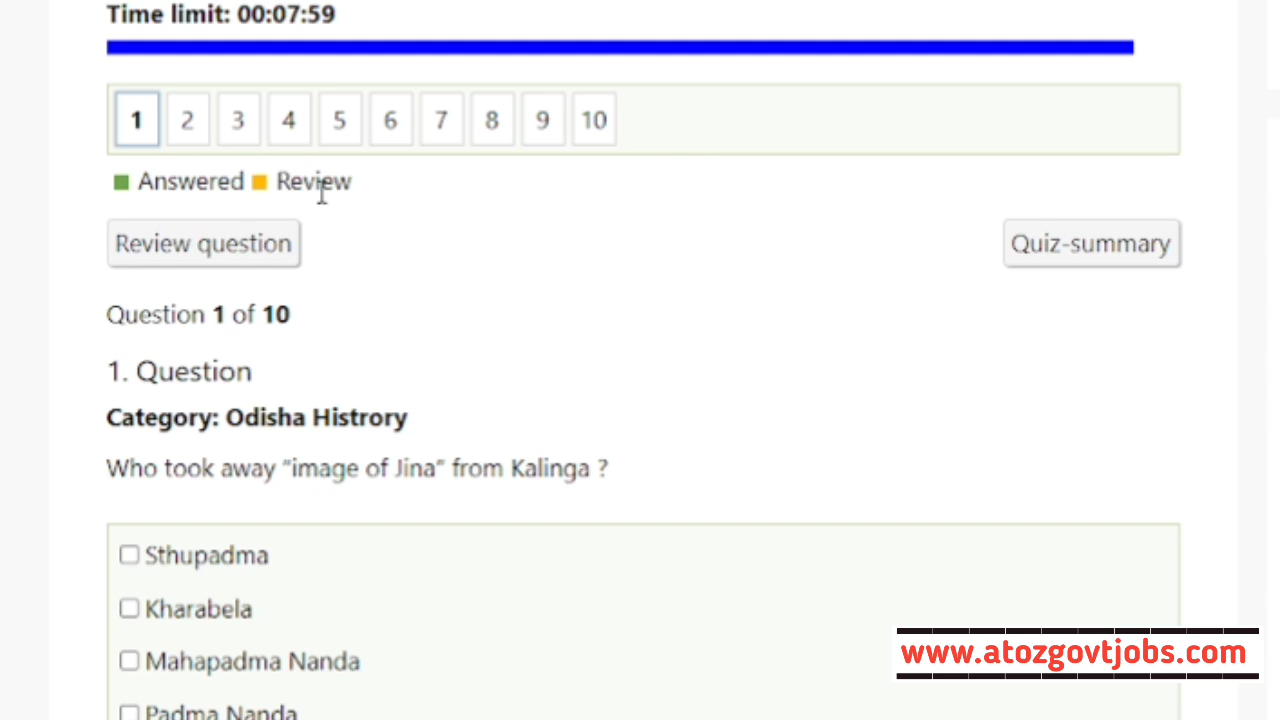 Time limit: 00:07:59
1 2 3 4 5 6 7 8 9 10
Answered Review
Review question Quiz-summary
Question 1 of 10
1. Question
Category: Odisha Histrory
Who took away “image of Jina” from Kalinga ?
Sthupadma
Kharabela
Mahapadma Nanda
www.atozgovtjobs.com
Padma Nanda